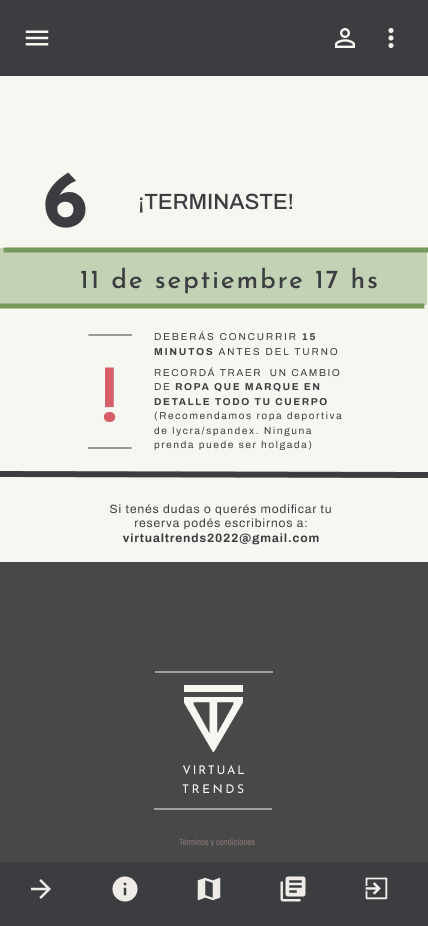 6
¡TERMINASTE!
11 de septiembre 17 hs
DEBERÁS CONCURRIR 15
MINUTOS ANTES DEL TURNO
!
RECORDÁ TRAER UN CAMBIO
DE ROPA QUE MARQUE EN
DETALLE TODO TU CUERPO
(Recomendamos ropa deportiva
de lycra/spandex. Ninguna
prenda puede ser holgada)
Si tenés dudas o querés modificar tu
reserva podés escribirnos a:
virtualtrends2022@gmail.com
VIRTUAL
TRENDS
Términos y condiciones